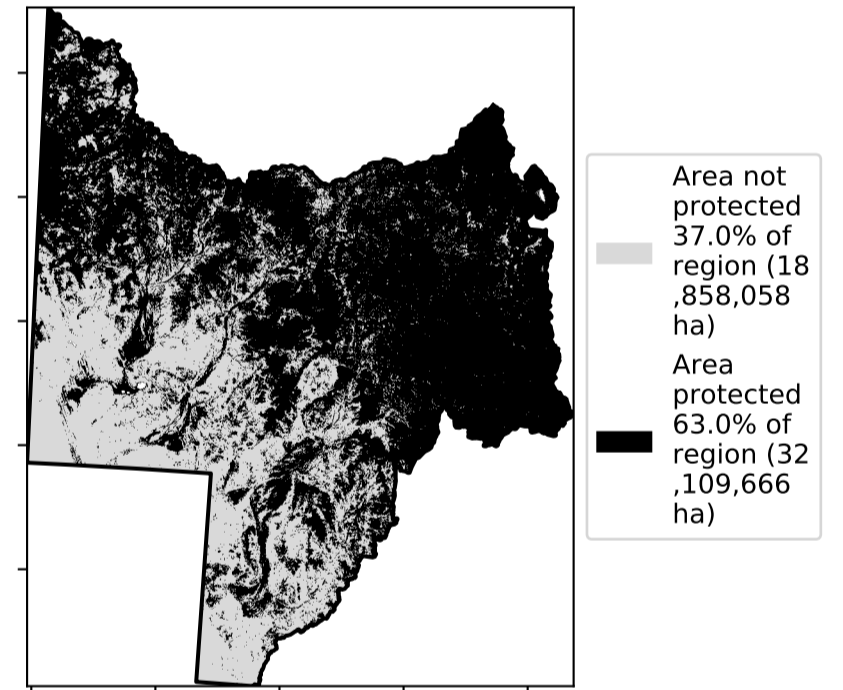 Area not
protected
37.0% of
region (18
,858,058
ha)
Area
protected
63.0% of
region (32
,109,666
ha)